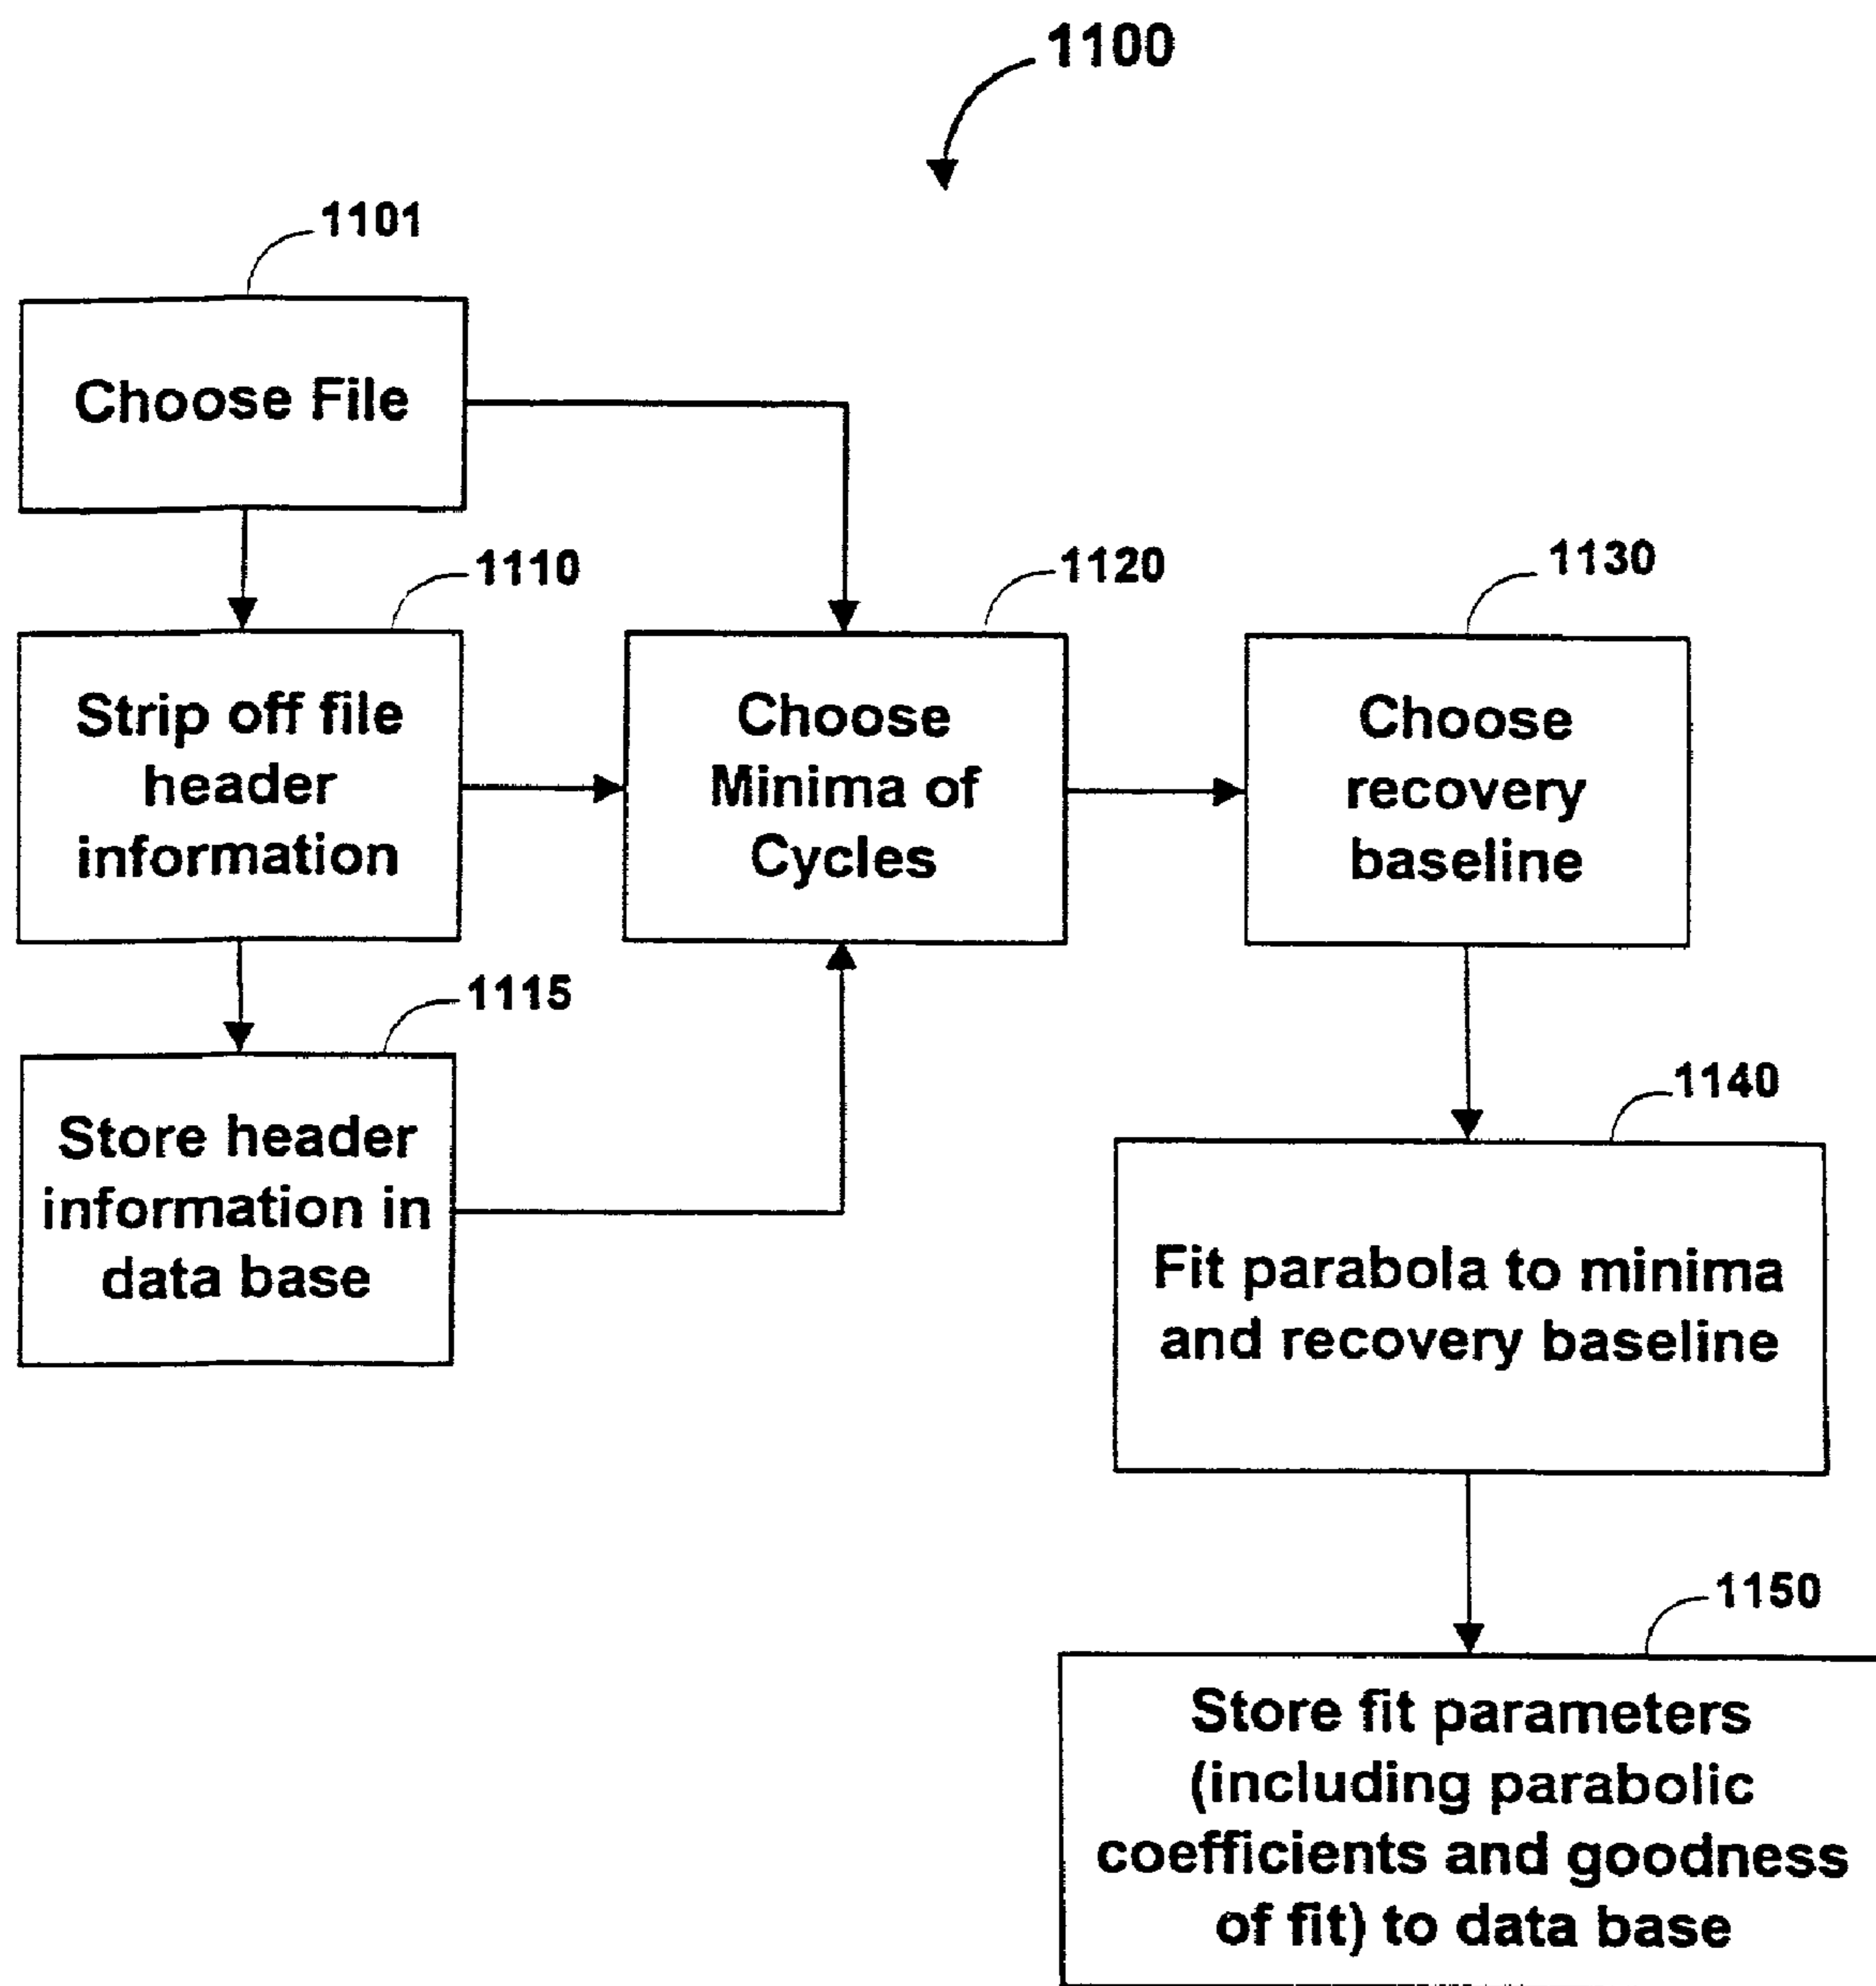 1100
1101
Choose File
1110
Strip off file
header
information
1120
Choose
Minima of
Cycles
1130
Choose
recovery
baseline
1115
Store header
information in
data base
1140
Fit parabola to minima
and recovery baseline
1150
Store fit parameters
(including parabolic
coefficients and goodness
of fit) to data base